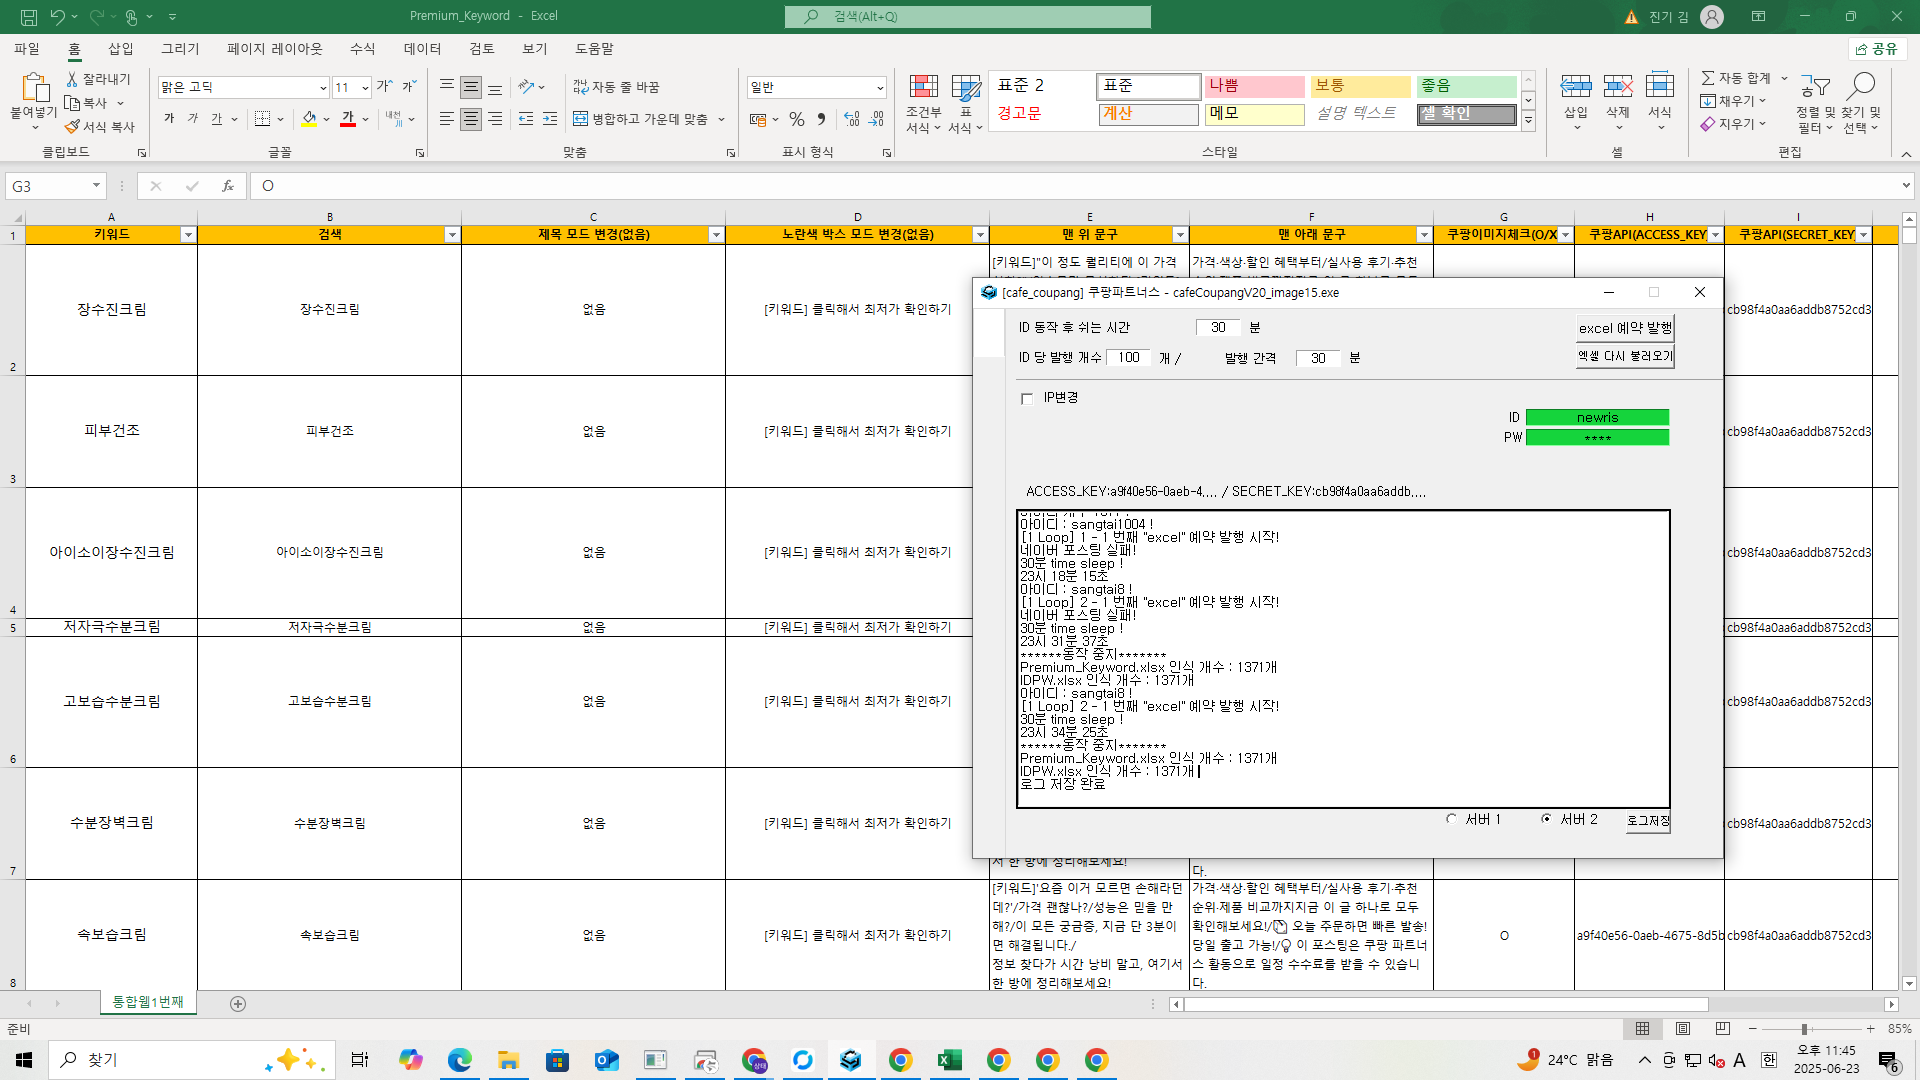 Premium_Keyword - Excel
검색(Alt+Q)
진기 김
파일 홈 삽입 그리기 페이지 레이아웃 수식 데이터 검토 보기 도움말
공유
붙여넣기
잘라내기
복사
서식 복사
클립보드
맑은 고딕 11
가 가
가 가 가 가 내천
글꼴
자동 줄 바꿈
병합하고 가운데 맞춤
맞춤
일반
표시 형식
조건부 서식
표 서식
표준 2 표준 나쁨 보통 좋음
경고문 계산 메모 설명 텍스트 셀 확인
스타일
삽입 삭제 서식
셀
자동 합계
채우기
지우기
정렬 및 필터
찾기 및 선택
편집
G3
fx
O
A B C D E F G H I
1 키워드 검색 제목 모드 변경(없음) 노란색 박스 모드 변경(없음) 맨 위 문구 맨 아래 문구 쿠팡이미지체크(O/X 쿠팡API(ACCESS_KEY) 쿠팡API(SECRET_KEY
[키워드]"이 정도 퀄리티에 이 가격 가격·색상·할인 혜택부터/실사용 후기·추천
2 장수진크림 장수진크림 없음 [키워드] 클릭해서 최저가 확인하기 cb98f4a0aa6addb8752cd3
3 피부건조 피부건조 없음 [키워드] 클릭해서 최저가 확인하기 cb98f4a0aa6addb8752cd3
4 아이소이장수진크림 아이소이장수진크림 없음 [키워드] 클릭해서 최저가 확인하기 cb98f4a0aa6addb8752cd3
5 저자극수분크림 저자극수분크림 없음 [키워드] 클릭해서 최저가 확인하기 cb98f4a0aa6addb8752cd3
6 고보습수분크림 고보습수분크림 없음 [키워드] 클릭해서 최저가 확인하기 cb98f4a0aa6addb8752cd3
7 수분장벽크림 수분장벽크림 없음 [키워드] 클릭해서 최저가 확인하기 cb98f4a0aa6addb8752cd3
서 한 방에 정리해보세요! 다.
8 속보습크림 속보습크림 없음 [키워드] 클릭해서 최저가 확인하기
[키워드]'요즘 이거 모르면 손해라던
데?'/가격 괜찮나?/성능은 믿을 만
해?/이 모든 궁금증, 지금 단 3분이
면 해결됩니다./
정보 찾다가 시간 낭비 말고, 여기서
한 방에 정리해보세요!
가격·색상·할인 혜택부터/실사용 후기·추천
순위·제품 비교까지지금 이 글 하나로 모두
확인해보세요!/ 오늘 주문하면 빠른 발송!
당일 출고 가능!/ 이 포스팅은 쿠팡 파트너
스 활동으로 일정 수수료를 받을 수 있습니
다.
O a9f40e56-0aeb-4675-8d5b cb98f4a0aa6addb8752cd3
[cafe_coupang] 쿠팡파트너스 - cafeCoupangV20_image15.exe
ID 동작 후 쉬는 시간 30 분
excel 예약 발행
ID 당 발행 개수 100 개 / 발행 간격 30 분
엑셀 다시 불러오기
IP변경
ID newris
PW ****
ACCESS_KEY:a9f40e56-0aeb-4.... / SECRET_KEY:cb98f4a0aa6addb....
아이디 : sangtai1004 !
[1 Loop] 1 - 1 번째 "excel" 예약 발행 시작!
네이버 포스팅 실패!
30분 time sleep !
23시 18분 15초
아이디 : sangtai8 !
[1 Loop] 2 - 1 번째 "excel" 예약 발행 시작!
네이버 포스팅 실패!
30분 time sleep !
23시 31분 37초
******동작 중지*******
Premium_Keyword.xlsx 인식 개수 : 1371개
IDPW.xlsx 인식 개수 : 1371개
아이디 : sangtai8 !
[1 Loop] 2 - 1 번째 "excel" 예약 발행 시작!
30분 time sleep !
23시 34분 25초
******동작 중지*******
Premium_Keyword.xlsx 인식 개수 : 1371개
IDPW.xlsx 인식 개수 : 1371개
로그 저장 완료
서버 1 서버 2 로그저장
통합웰1번째
준비
85%
찾기
24°C 맑음
A 한
오후 11:45
2025-06-23
6